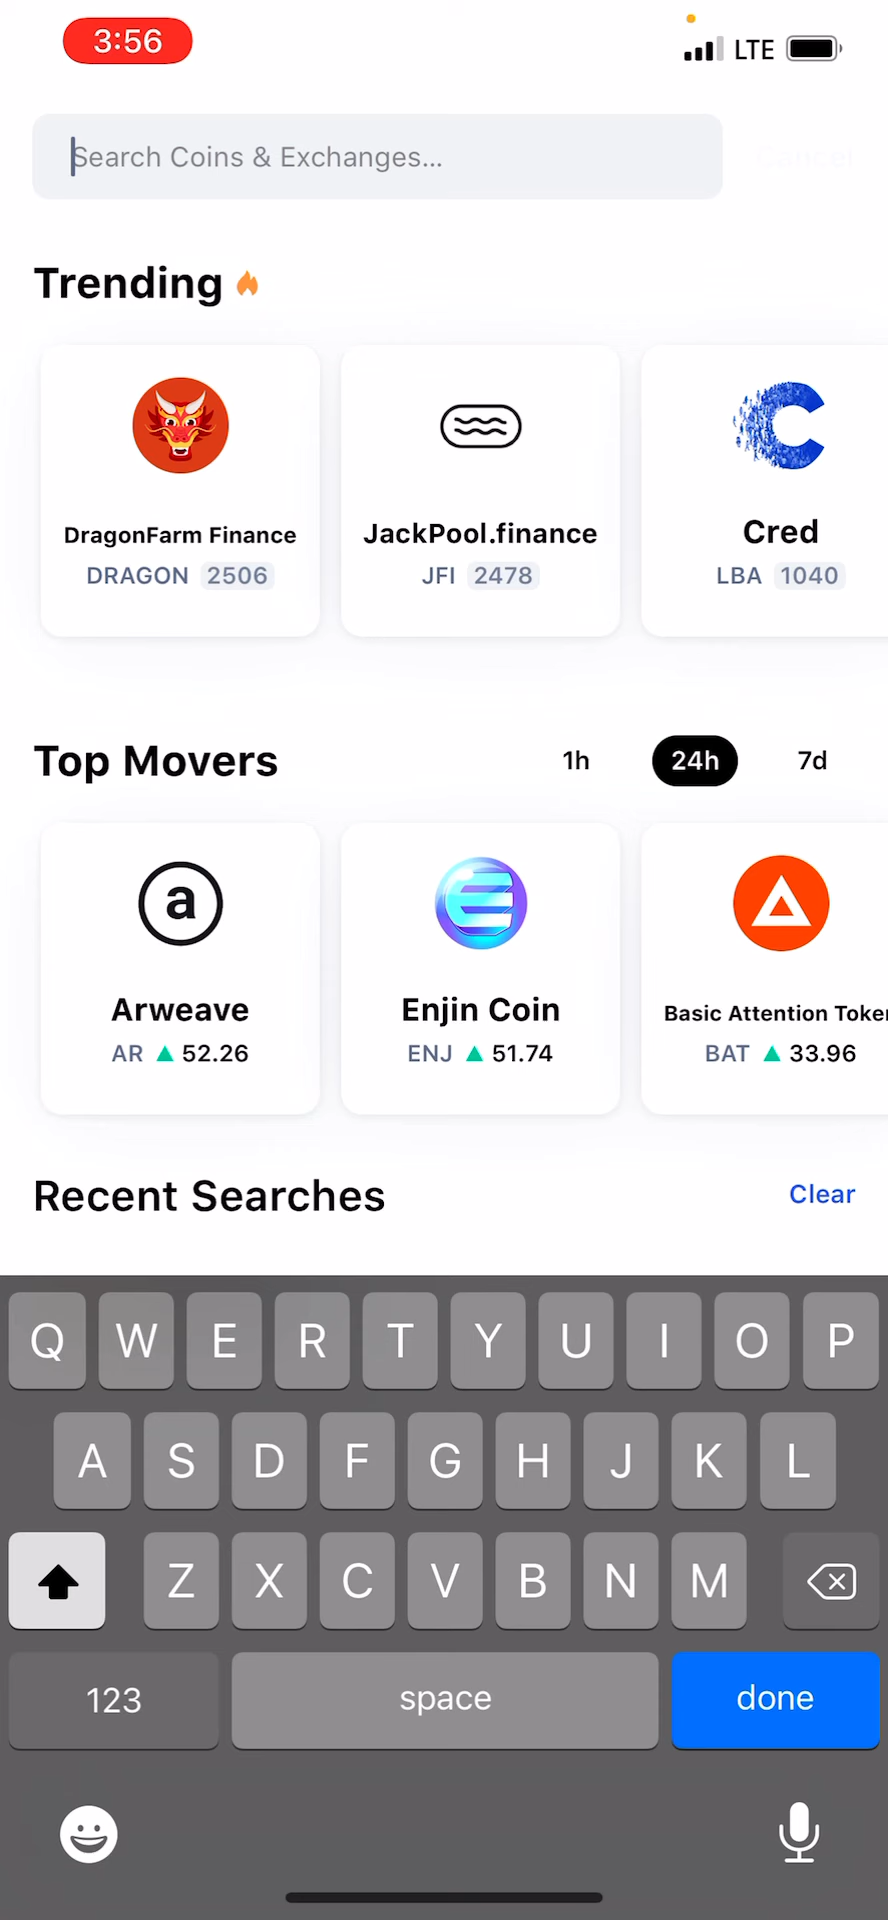 3:56
LTE
Search Coins & Exchanges...
Trending
DragonFarm Finance
DRAGON 2506
JackPool.finance
JFI 2478
Cred
LBA 1040
Top Movers
1h
24h
7d
a
Arweave
AR 52.26
Enjin Coin
ENJ 51.74
Basic Attention Token
BAT 33.96
Recent Searches
Clear
Q W E R T Y U I O P
A S D F G H J K L
Z X C V B N M
123
space
done